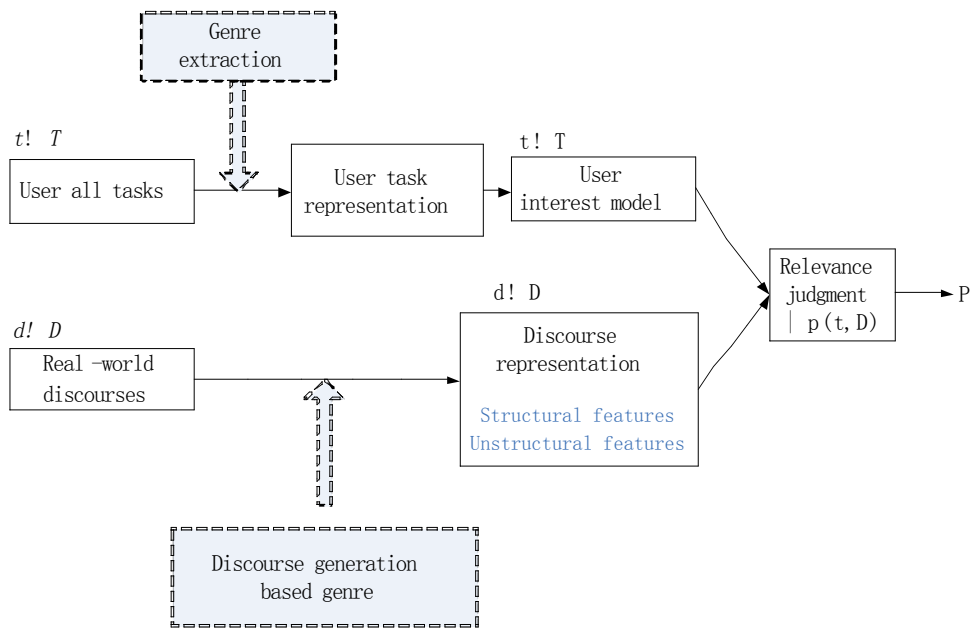 Genre
extraction
t! T
User all tasks
User task
representation
t! T
User
interest model
Relevance
judgment
| p(t,D)
P
d! D
Real-world
discourses
d! D
Discourse
representation
Structural features
Unstructural features
Discourse generation
based genre